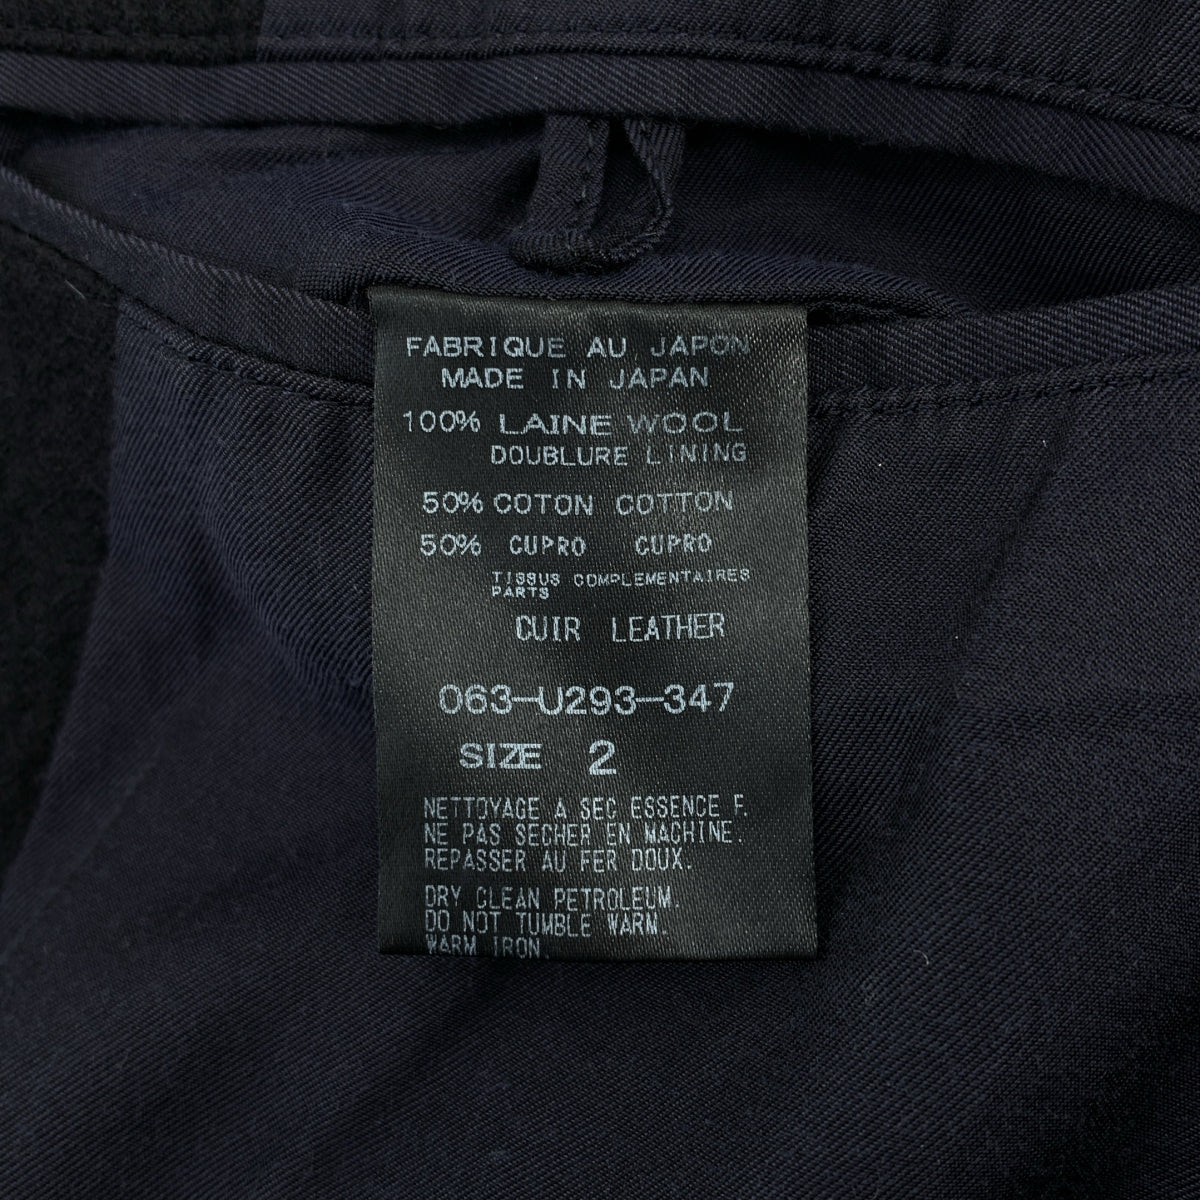 FABRIQUE AU JAPON
MADE IN JAPAN
100% LAINE WOOL
DOUBLURE LINING
50% COTON COTTON
50% CUPRO CUPRO
TISSUS COMPLEMENTAIRES
PARTS
CUIR LEATHER
063-U293-347
SIZE 2
NETTOYAGE A SEC ESSENCE F.
NE PAS SECHER EN MACHINE.
REPASSER AU FER DOUX.
DRY CLEAN PETROLEUM.
DO NOT TUMBLE WARM.
WARM IRON.